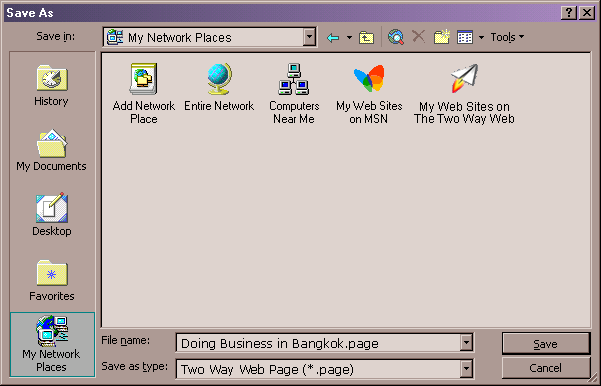 Save As
Save in:
My Network Places
Tools
History
My Documents
Desktop
Favorites
My Network
Places
Add Network
Place
Entire Network
Computers
Near Me
My Web Sites
on MSN
My Web Sites on
The Two Way Web
File name:
Doing Business in Bangkok.page
Save
Save as type:
Two Way Web Page (*.page)
Cancel